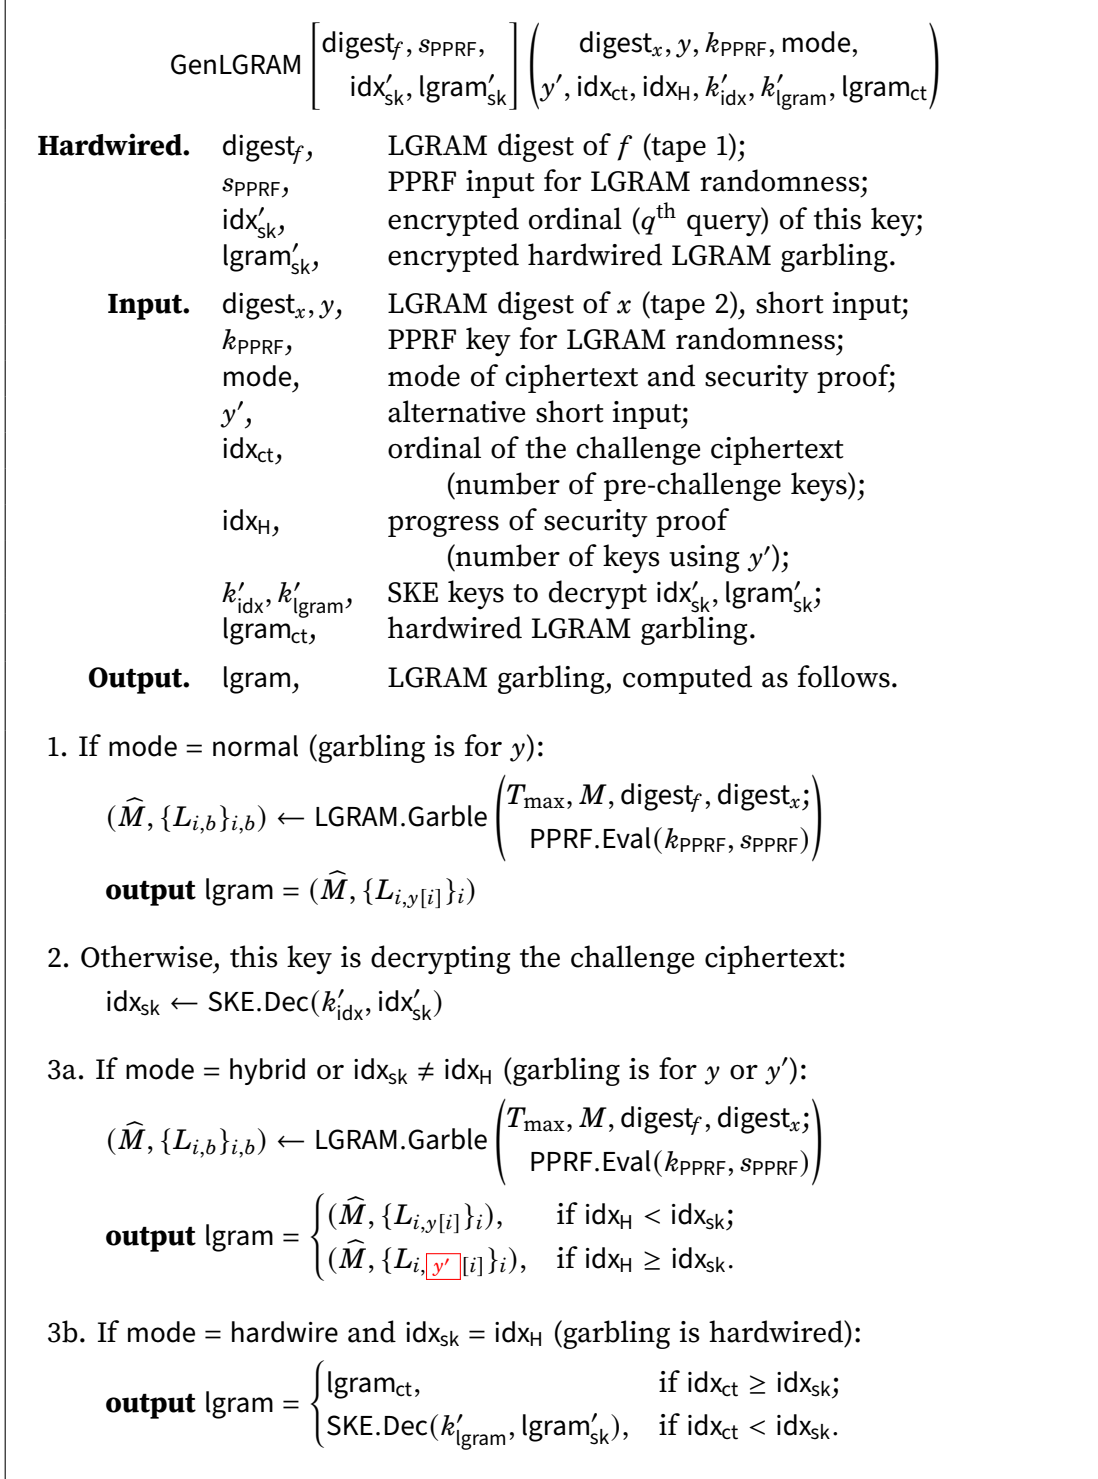 GenLGRAM [digest_f, s_PPRF, idx′_sk, lgram′_sk] (digest_x, y, k_PPRF, mode, y′, idx_ct, idx_H, k′_idx, k′_lgram, lgram_ct)
Hardwired. digest_f, LGRAM digest of f (tape 1);
s_PPRF, PPRF input for LGRAM randomness;
idx′_sk, encrypted ordinal (q^th query) of this key;
lgram′_sk, encrypted hardwired LGRAM garbling.
Input. digest_x, y, LGRAM digest of x (tape 2), short input;
k_PPRF, PPRF key for LGRAM randomness;
mode, mode of ciphertext and security proof;
y′, alternative short input;
idx_ct, ordinal of the challenge ciphertext
(number of pre-challenge keys);
idx_H, progress of security proof
(number of keys using y′);
k′_idx, k′_lgram, SKE keys to decrypt idx′_sk, lgram′_sk;
lgram_ct, hardwired LGRAM garbling.
Output. lgram, LGRAM garbling, computed as follows.
1. If mode = normal (garbling is for y):
(M̂, {L_{i,b}}_{i,b}) ← LGRAM.Garble(T_max, M, digest_f, digest_x; PPRF.Eval(k_PPRF, s_PPRF))
output lgram = (M̂, {L_{i,y[i]}}_i)
2. Otherwise, this key is decrypting the challenge ciphertext:
idx_sk ← SKE.Dec(k′_idx, idx′_sk)
3a. If mode = hybrid or idx_sk ≠ idx_H (garbling is for y or y′):
(M̂, {L_{i,b}}_{i,b}) ← LGRAM.Garble(T_max, M, digest_f, digest_x; PPRF.Eval(k_PPRF, s_PPRF))
output lgram = { (M̂, {L_{i,y[i]}}_i), if idx_H < idx_sk;
(M̂, {L_{i,y′[i]}}_i), if idx_H ≥ idx_sk.
3b. If mode = hardwire and idx_sk = idx_H (garbling is hardwired):
output lgram = { lgram_ct, if idx_ct ≥ idx_sk;
SKE.Dec(k′_lgram, lgram′_sk), if idx_ct < idx_sk.